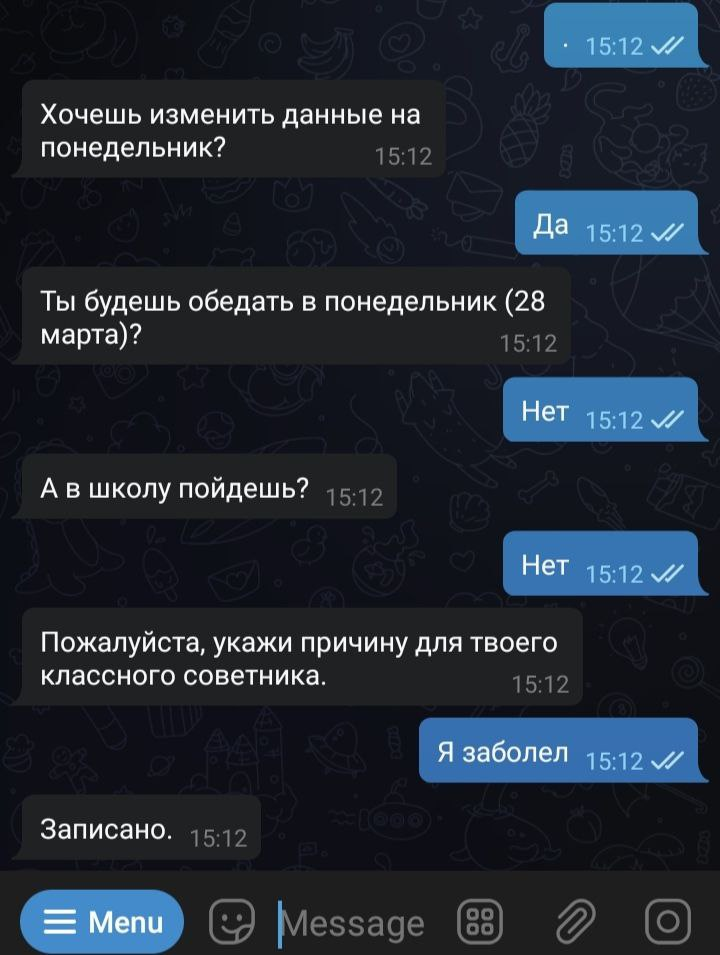 . 15:12
Хочешь изменить данные на
понедельник? 15:12
Да 15:12
Ты будешь обедать в понедельник (28
марта)? 15:12
Нет 15:12
А в школу пойдешь? 15:12
Нет 15:12
Пожалуйста, укажи причину для твоего
классного советника. 15:12
Я заболел 15:12
Записано. 15:12
Menu Message